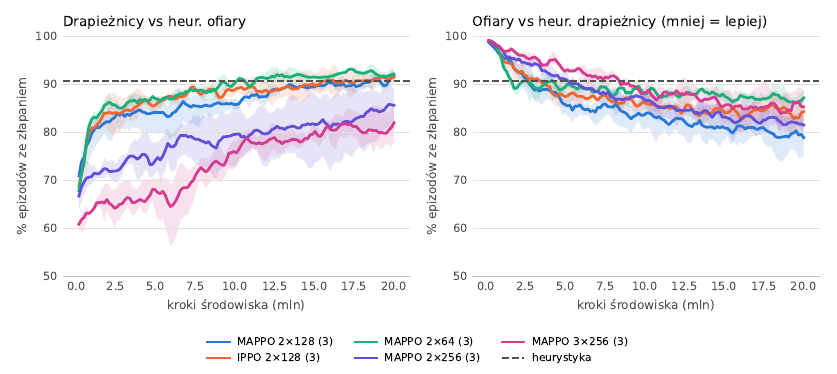 Drapieżnicy vs heur. ofiary
100
90
80
70
60
50
% epizodów ze złapaniem
0.0 2.5 5.0 7.5 10.0 12.5 15.0 17.5 20.0
kroki środowiska (mln)
Ofiary vs heur. drapieżnicy (mniej = lepiej)
100
90
80
70
60
50
% epizodów ze złapaniem
0.0 2.5 5.0 7.5 10.0 12.5 15.0 17.5 20.0
kroki środowiska (mln)
MAPPO 2×128 (3) MAPPO 2×64 (3) MAPPO 3×256 (3)
IPPO 2×128 (3) MAPPO 2×256 (3) heurystyka